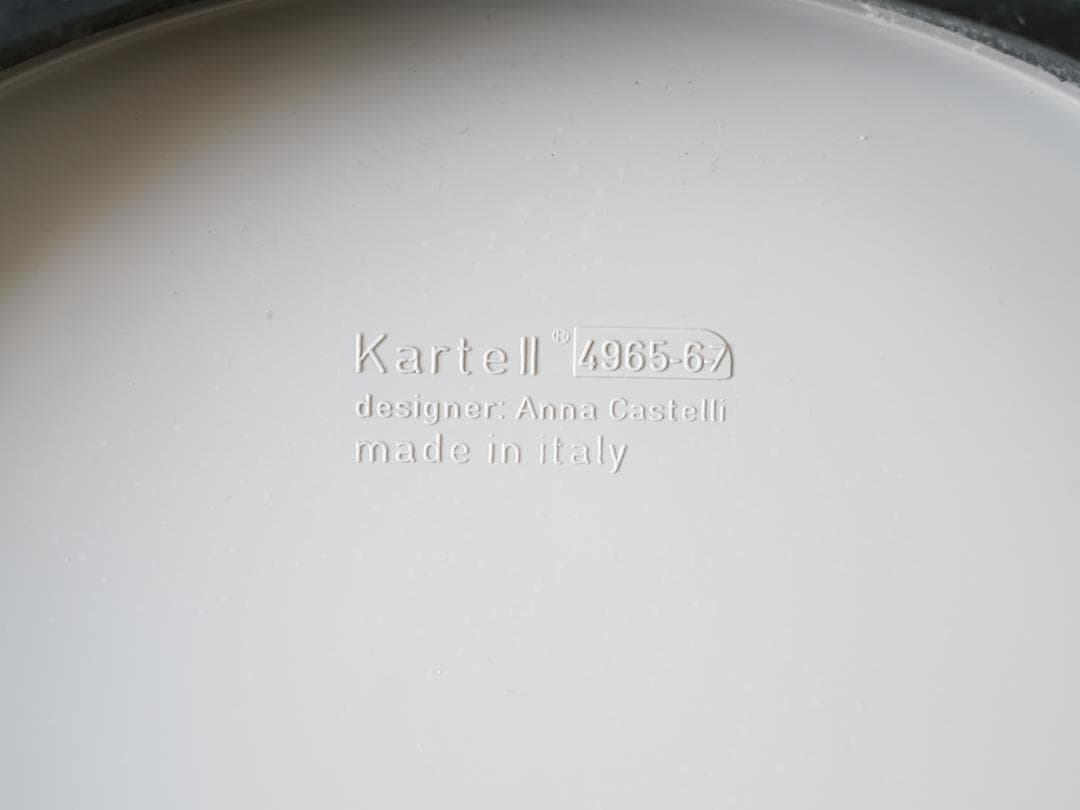 Kartell® 4965-67
designer: Anna Castelli
made in italy